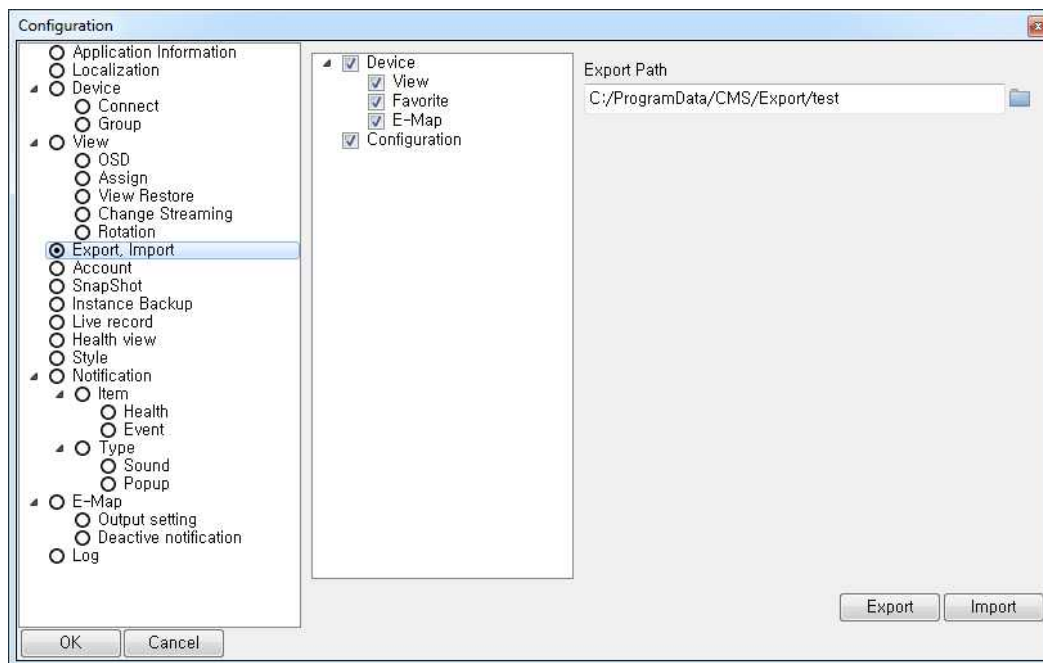 Configuration
Application Information
Localization
Device
Connect
Group
View
OSD
Assign
View Restore
Change Streaming
Rotation
Export, Import
Account
SnapShot
Instance Backup
Live record
Health view
Style
Notification
Item
Health
Event
Type
Sound
Popup
E-Map
Output setting
Deactive notification
Log
Device
View
Favorite
E-Map
Configuration
Export Path
C:/ProgramData/CMS/Export/test
Export
Import
OK
Cancel